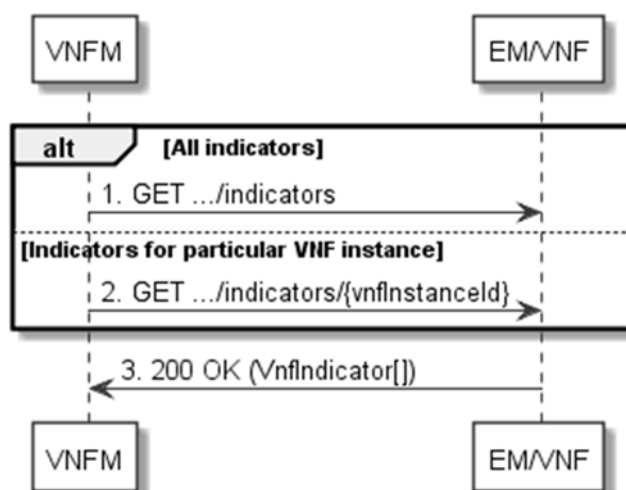 VNFM EM/VNF
alt [All indicators]
1. GET .../indicators
[Indicators for particular VNF instance]
2. GET .../indicators/{vnfInstanceId}
3. 200 OK (VnfIndicator[])
VNFM EM/VNF